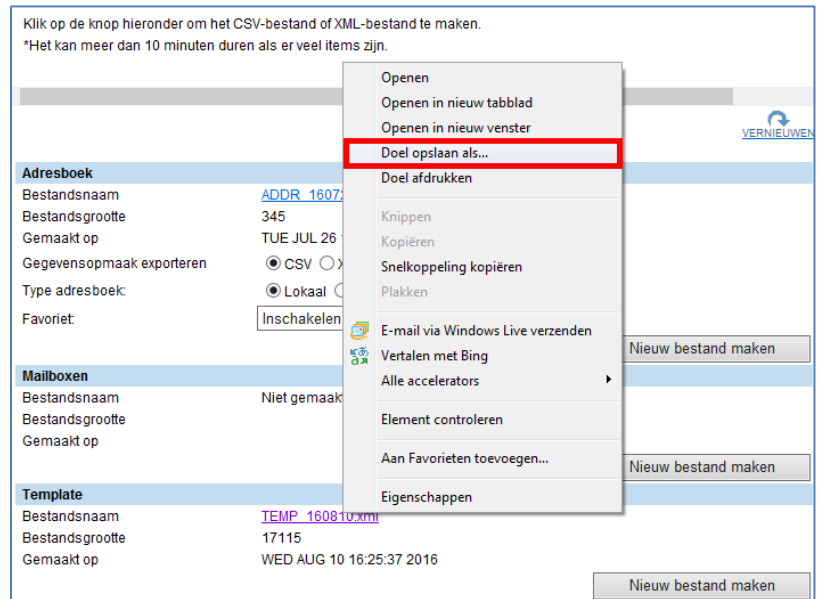 Klik op de knop hieronder om het CSV-bestand of XML-bestand te maken.
*Het kan meer dan 10 minuten duren als er veel items zijn.
Openen
Openen in nieuw tabblad
Openen in nieuw venster
Doel opslaan als...
Doel afdrukken
Knippen
Kopiëren
Snelkoppeling kopiëren
Plakken
E-mail via Windows Live verzenden
Vertalen met Bing
Alle accelerators
Element controleren
Aan Favorieten toevoegen...
Eigenschappen
VERNIEUWEN
Adresboek
Bestandsnaam ADDR_1607
Bestandsgrootte 345
Gemaakt op TUE JUL 26
Gegevensopmaak exporteren CSV
Type adresboek: Lokaal
Favoriet: Inschakelen
Nieuw bestand maken
Mailboxen
Bestandsnaam Niet gemaak
Bestandsgrootte
Gemaakt op
Nieuw bestand maken
Template
Bestandsnaam TEMP_160810.xml
Bestandsgrootte 17115
Gemaakt op WED AUG 10 16:25:37 2016
Nieuw bestand maken